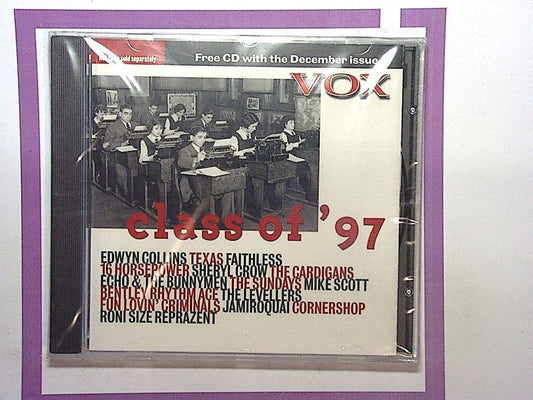 sold separately
Free CD with the December issue
VOX
class of '97
EDWYN COLLINS TEXAS FAITHLESS
16 HORSEPOWER SHERYL CROW THE CARDIGANS
ECHO & THE BUNNYMEN THE SUNDAYS MIKE SCOTT
BENTLEY RHYTHM ACE THE LEVELLERS
FUN LOVIN' CRIMINALS JAMIROQUAI CORNERSHOP
RONI SIZE REPRAZENT